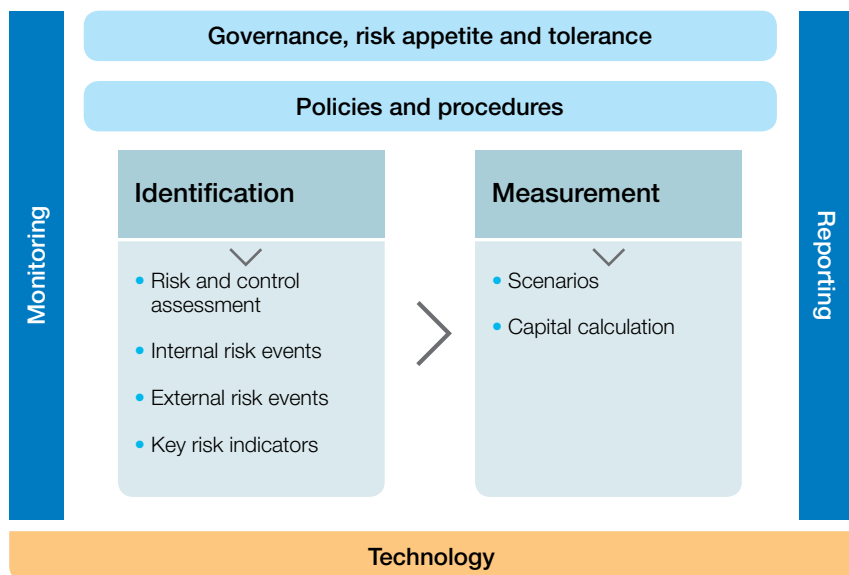 Governance, risk appetite and tolerance
Policies and procedures
Monitoring
Identification
Risk and control
assessment
Internal risk events
External risk events
Key risk indicators
Measurement
Scenarios
Capital calculation
Reporting
Technology